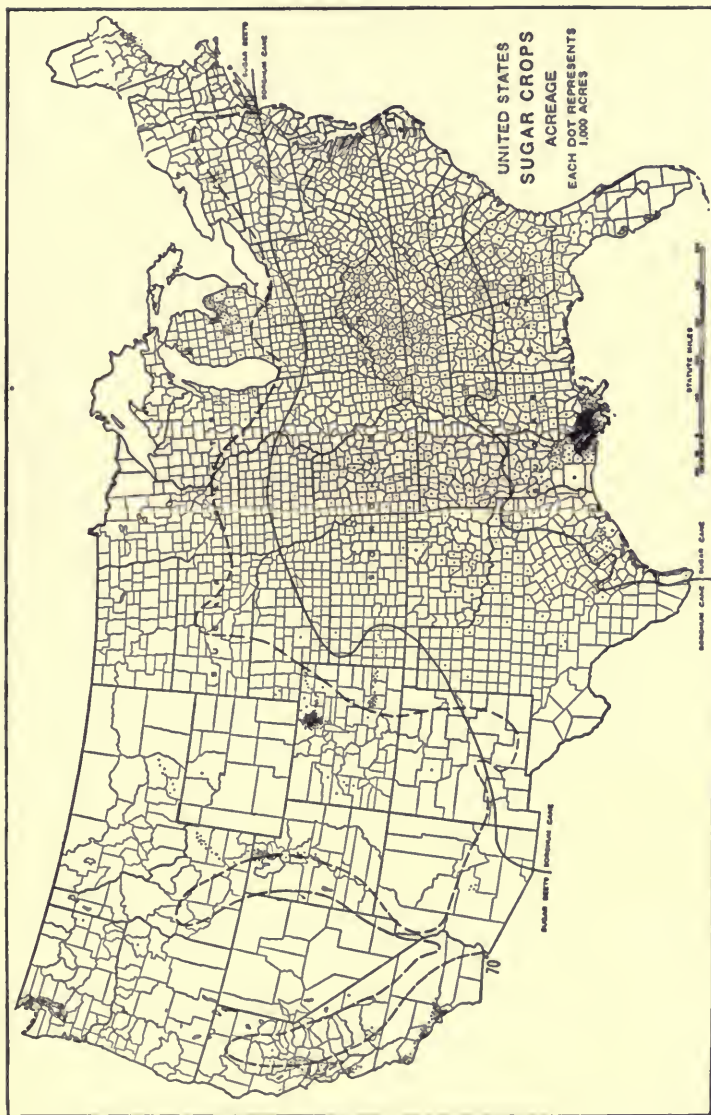 UNITED STATES
SUGAR CROPS
ACREAGE
EACH DOT REPRESENTS
1,000 ACRES
SUGAR BEETS
SORGHUM CANE
STATUTE MILES
SORGHUM CANE | SUGAR CANE
SUGAR BEETS | SORGHUM CANE
70